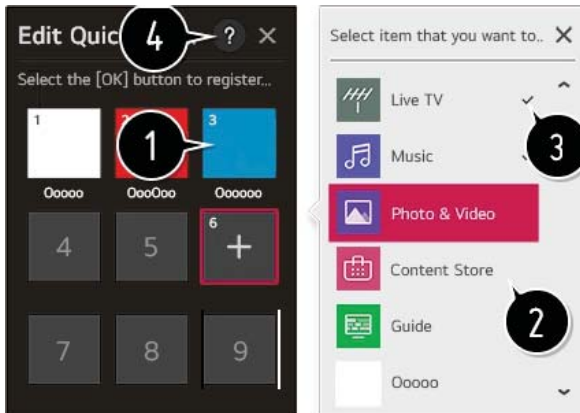 Edit Quic
4
?
Select the [OK] button to register...
1
2
3
1
Ooooo
OooOoo
Oooooo
4
5
6
+
7
8
9
Select item that you want to..
Live TV
3
Music
Photo & Video
Content Store
2
Guide
Ooooo